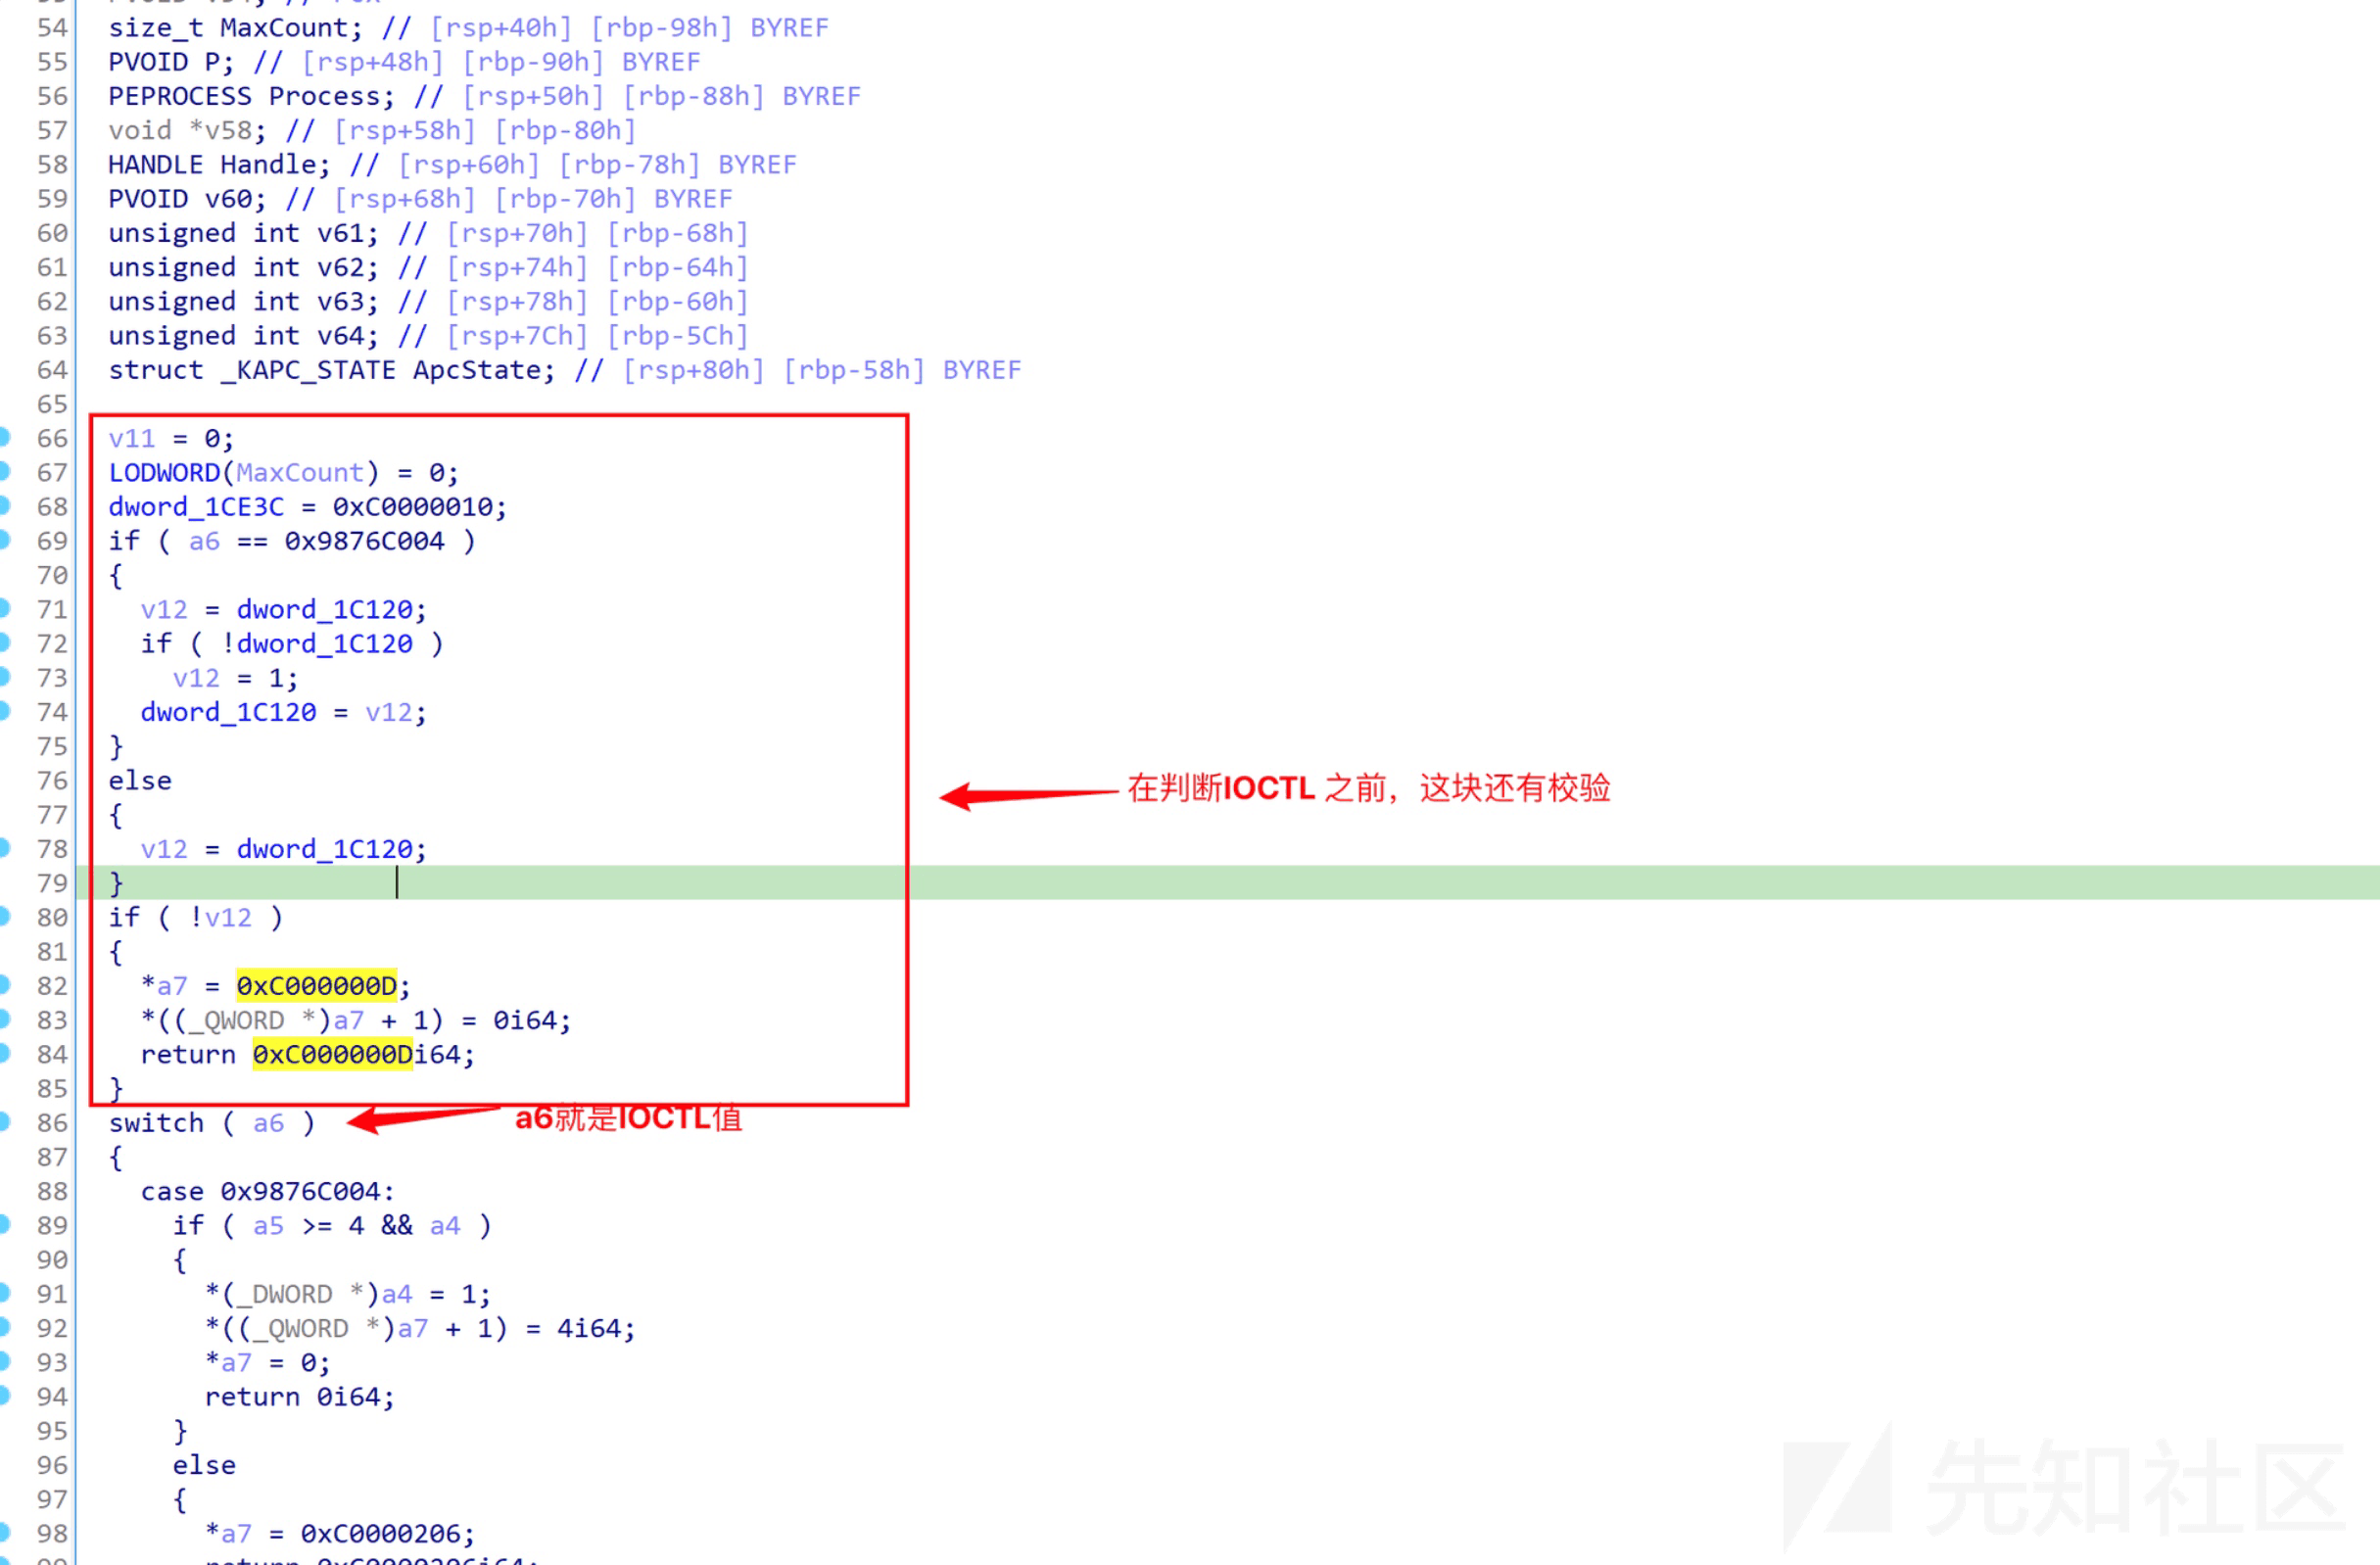 54 size_t MaxCount; // [rsp+40h] [rbp-98h] BYREF
55 PVOID P; // [rsp+48h] [rbp-90h] BYREF
56 PEPROCESS Process; // [rsp+50h] [rbp-88h] BYREF
57 void *v58; // [rsp+58h] [rbp-80h]
58 HANDLE Handle; // [rsp+60h] [rbp-78h] BYREF
59 PVOID v60; // [rsp+68h] [rbp-70h] BYREF
60 unsigned int v61; // [rsp+70h] [rbp-68h]
61 unsigned int v62; // [rsp+74h] [rbp-64h]
62 unsigned int v63; // [rsp+78h] [rbp-60h]
63 unsigned int v64; // [rsp+7Ch] [rbp-5Ch]
64 struct _KAPC_STATE ApcState; // [rsp+80h] [rbp-58h] BYREF
65
66 v11 = 0;
67 LODWORD(MaxCount) = 0;
68 dword_1CE3C = 0xC0000010;
69 if ( a6 == 0x9876C004 )
70 {
71 v12 = dword_1C120;
72 if ( !dword_1C120 )
73 v12 = 1;
74 dword_1C120 = v12;
75 }
76 else
77 {
在判断IOCTL 之前，这块还有校验
78 v12 = dword_1C120;
79 }
80 if ( !v12 )
81 {
82 *a7 = 0xC000000D;
83 *((_QWORD *)a7 + 1) = 0i64;
84 return 0xC000000Di64;
85 }
86 switch ( a6 )
a6就是IOCTL值
87 {
88 case 0x9876C004:
89 if ( a5 >= 4 && a4 )
90 {
91 *(_DWORD *)a4 = 1;
92 *((_QWORD *)a7 + 1) = 4i64;
93 *a7 = 0;
94 return 0i64;
95 }
96 else
97 {
98 *a7 = 0xC0000206;
先知社区